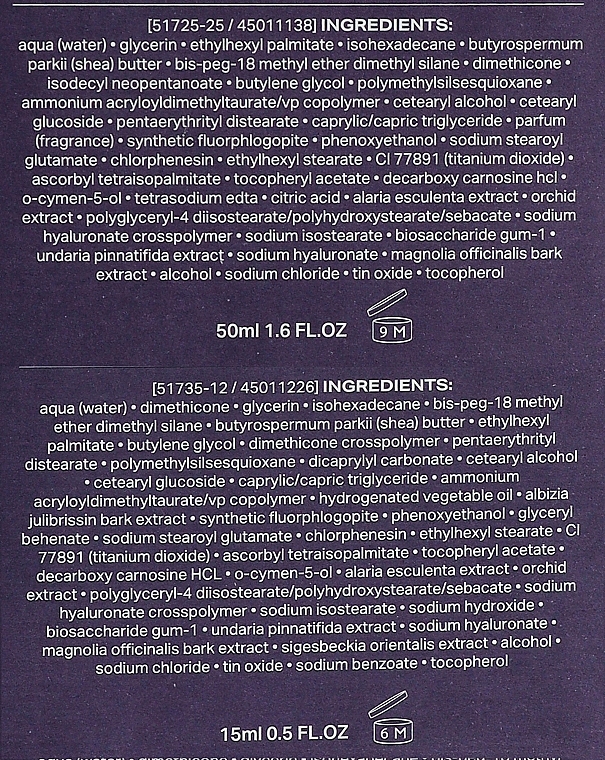 [51725-25 / 45011138] INGREDIENTS:
aqua (water) • glycerin • ethylhexyl palmitate • isohexadecane • butyrospermum
parkii (shea) butter • bis-peg-18 methyl ether dimethyl silane • dimethicone •
isodecyl neopentanoate • butylene glycol • polymethylsilsesquioxane •
ammonium acryloyldimethyltaurate/vp copolymer • cetearyl alcohol • cetearyl
glucoside • pentaerythrityl distearate • caprylic/capric triglyceride • parfum
(fragrance) • synthetic fluorphlogopite • phenoxyethanol • sodium stearoyl
glutamate • chlorphenesin • ethylhexyl stearate • CI 77891 (titanium dioxide) •
ascorbyl tetraisopalmitate • tocopheryl acetate • decarboxy carnosine hcl •
o-cymen-5-ol • tetrasodium edta • citric acid • alaria esculenta extract • orchid
extract • polyglyceryl-4 diisostearate/polyhydroxystearate/sebacate • sodium
hyaluronate crosspolymer • sodium isostearate • biosaccharide gum-1 •
undaria pinnatifida extract • sodium hyaluronate • magnolia officinalis bark
extract • alcohol • sodium chloride • tin oxide • tocopherol
50ml 1.6 FL.OZ 9 M
[51735-12 / 45011226] INGREDIENTS:
aqua (water) • dimethicone • glycerin • isohexadecane • bis-peg-18 methyl
ether dimethyl silane • butyrospermum parkii (shea) butter • ethylhexyl
palmitate • butylene glycol • dimethicone crosspolymer • pentaerythrityl
distearate • polymethylsilsesquioxane • dicaprylyl carbonate • cetearyl alcohol
• cetearyl glucoside • caprylic/capric triglyceride • ammonium
acryloyldimethyltaurate/vp copolymer • hydrogenated vegetable oil • albizia
julibrissin bark extract • synthetic fluorphlogopite • phenoxyethanol • glyceryl
behenate • sodium stearoyl glutamate • chlorphenesin • ethylhexyl stearate • CI
77891 (titanium dioxide) • ascorbyl tetraisopalmitate • tocopheryl acetate •
decarboxy carnosine HCL • o-cymen-5-ol • alaria esculenta extract • orchid
extract • polyglyceryl-4 diisostearate/polyhydroxystearate/sebacate • sodium
hyaluronate crosspolymer • sodium isostearate • sodium hydroxide •
biosaccharide gum-1 • undaria pinnatifida extract • sodium hyaluronate •
magnolia officinalis bark extract • sigesbeckia orientalis extract • alcohol •
sodium chloride • tin oxide • sodium benzoate • tocopherol
15ml 0.5 FL.OZ 6 M